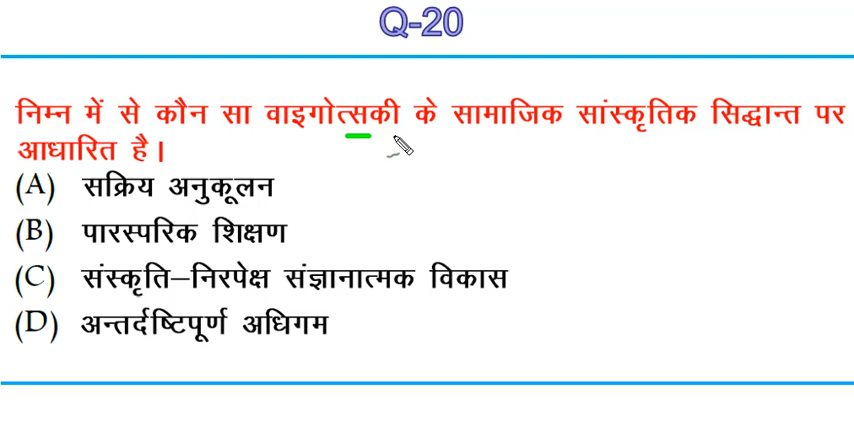 Q-20
निम्न में से कौन सा वाइगोत्सकी के सामाजिक सांस्कृतिक सिद्धान्त पर
आधारित है।
(A) सक्रिय अनुकूलन
(B) पारस्परिक शिक्षण
(C) संस्कृति–निरपेक्ष संज्ञानात्मक विकास
(D) अन्तर्दष्टिपूर्ण अधिगम